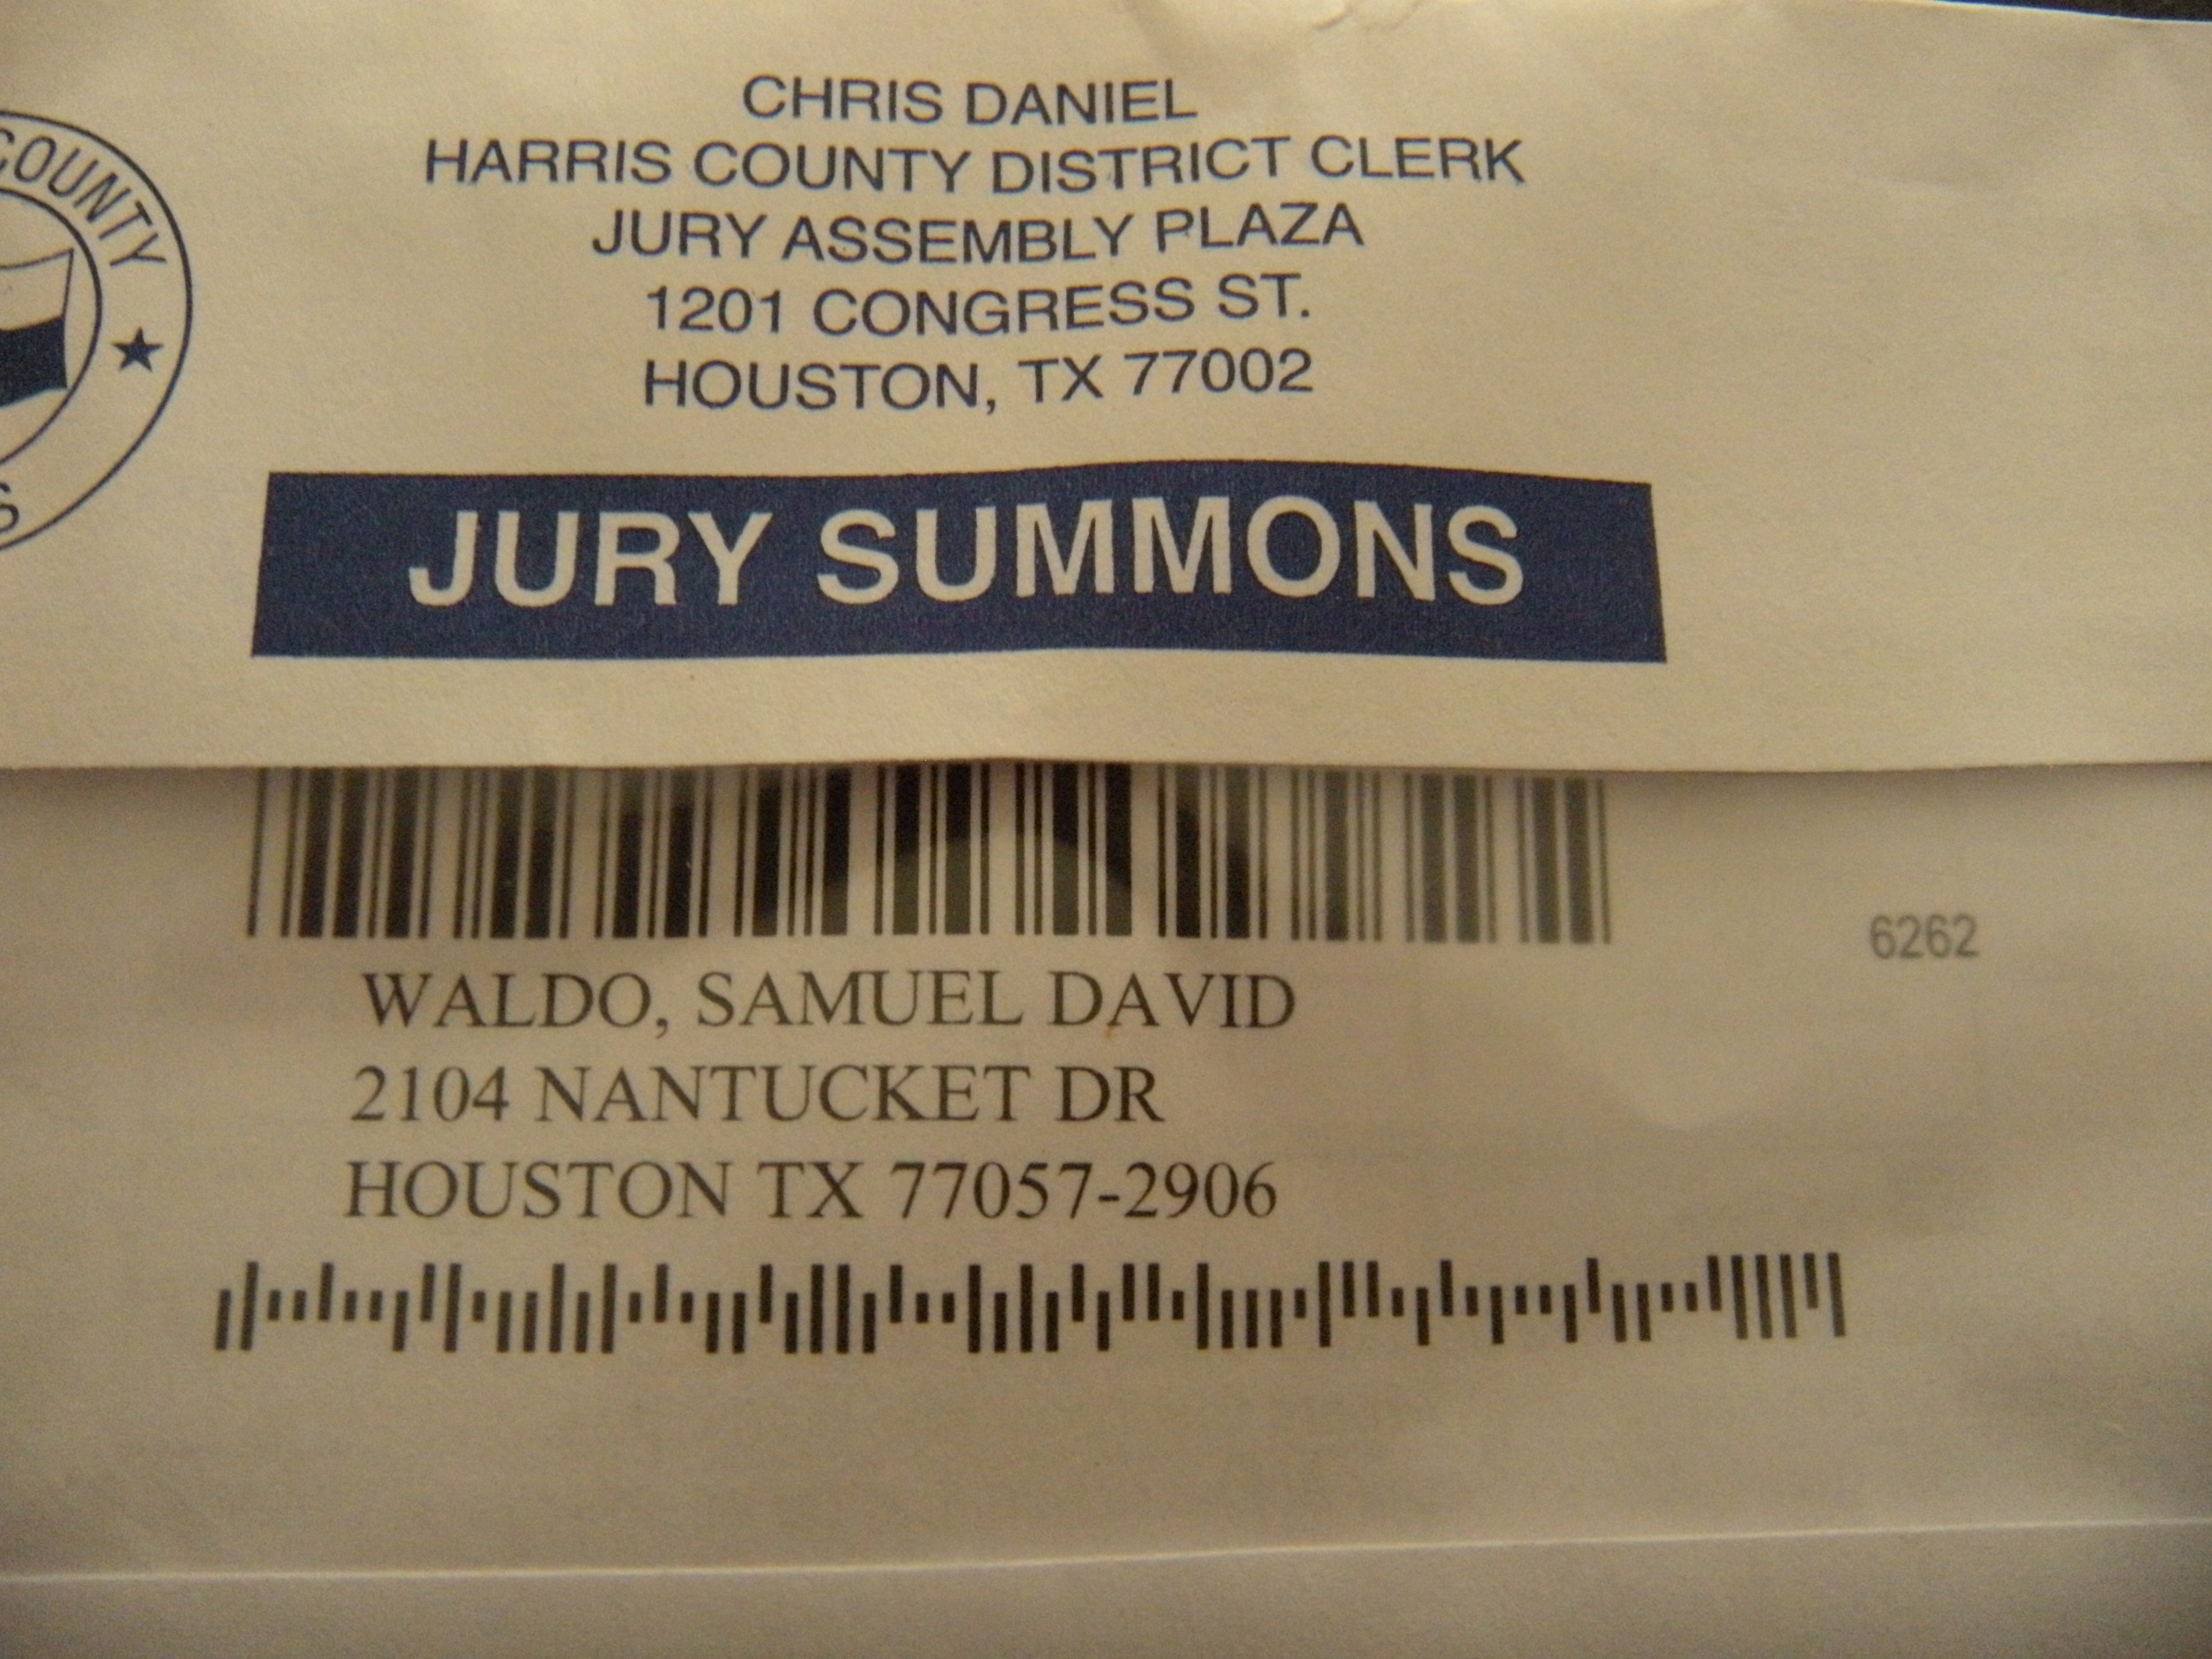 COUNTY
CHRIS DANIEL
HARRIS COUNTY DISTRICT CLERK
JURY ASSEMBLY PLAZA
1201 CONGRESS ST.
HOUSTON, TX 77002
JURY SUMMONS
6262
WALDO, SAMUEL DAVID
2104 NANTUCKET DR
HOUSTON TX 77057-2906